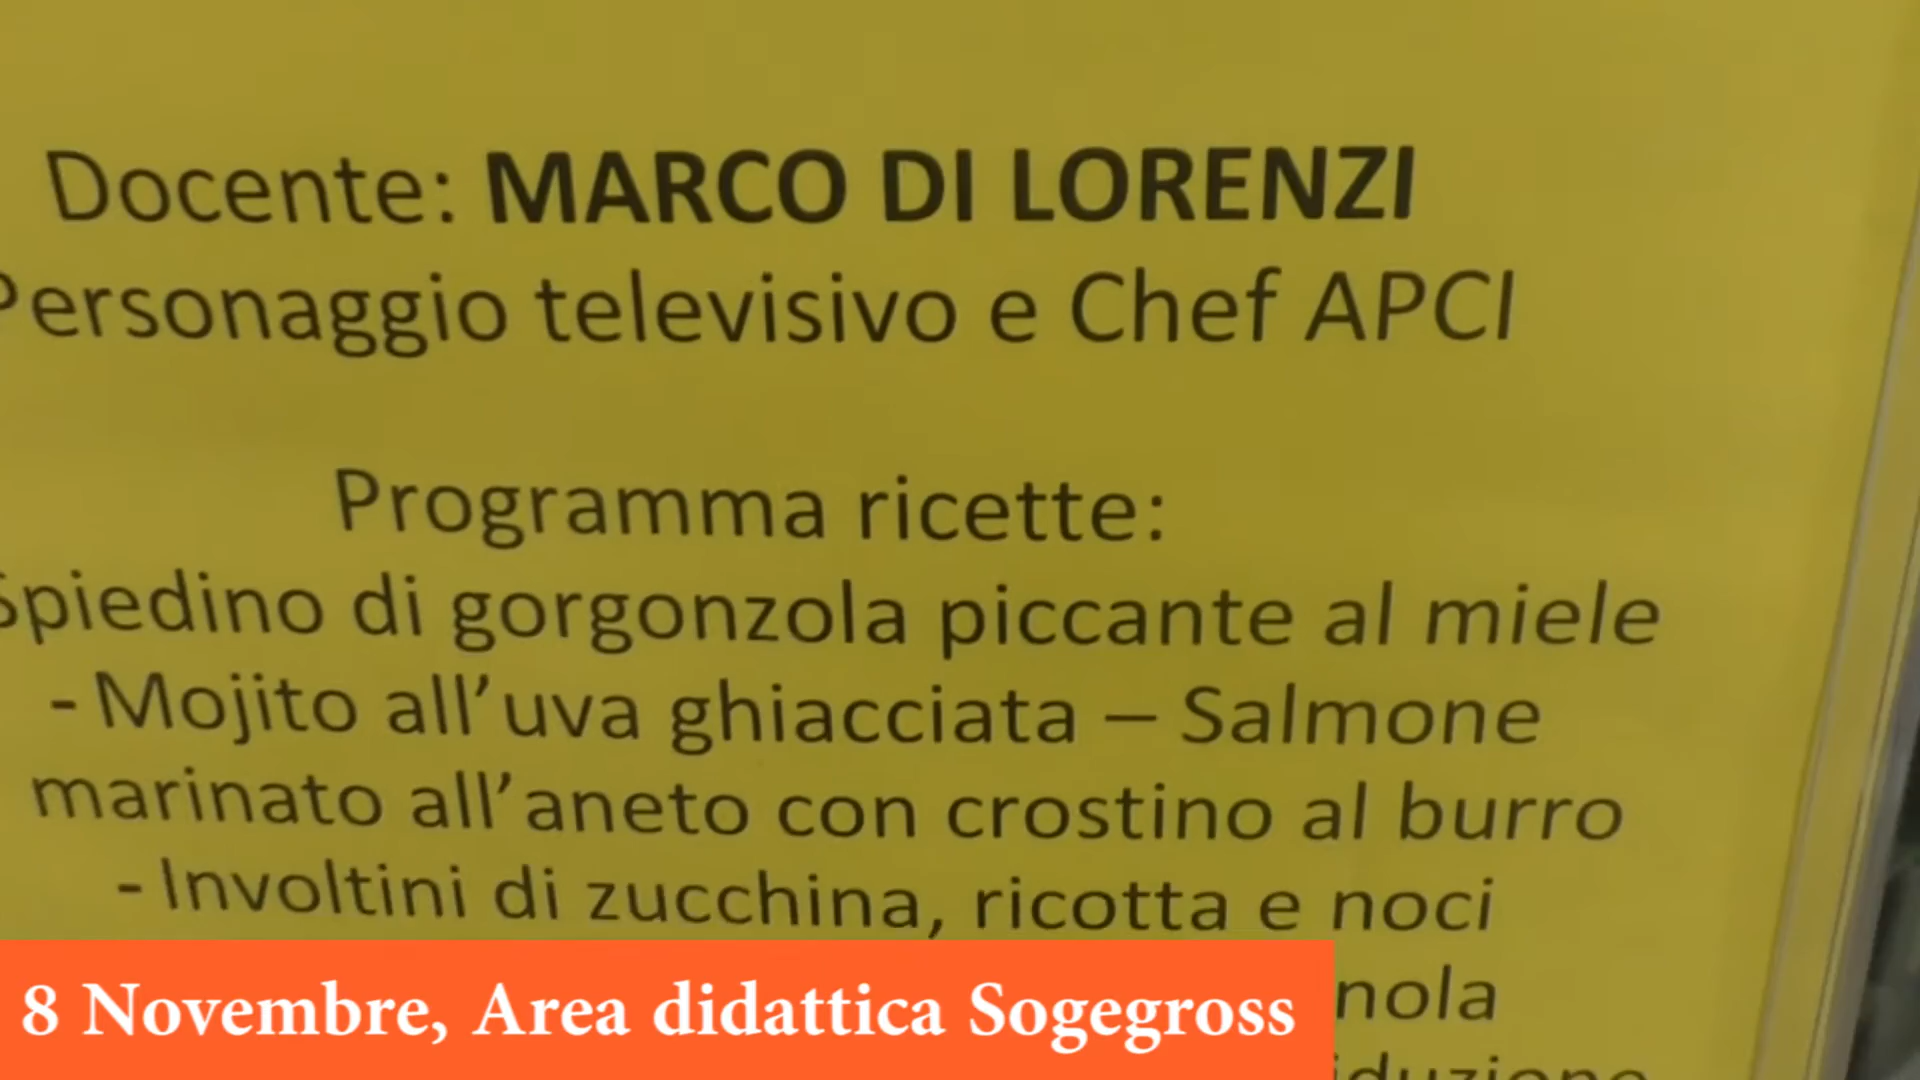 Docente: MARCO DI LORENZI
Personaggio televisivo e Chef APCI
Programma ricette:
Spiedino di gorgonzola piccante al miele
- Mojito all'uva ghiacciata – Salmone
marinato all'aneto con crostino al burro
- Involtini di zucchina, ricotta e noci
8 Novembre, Area didattica Sogegross